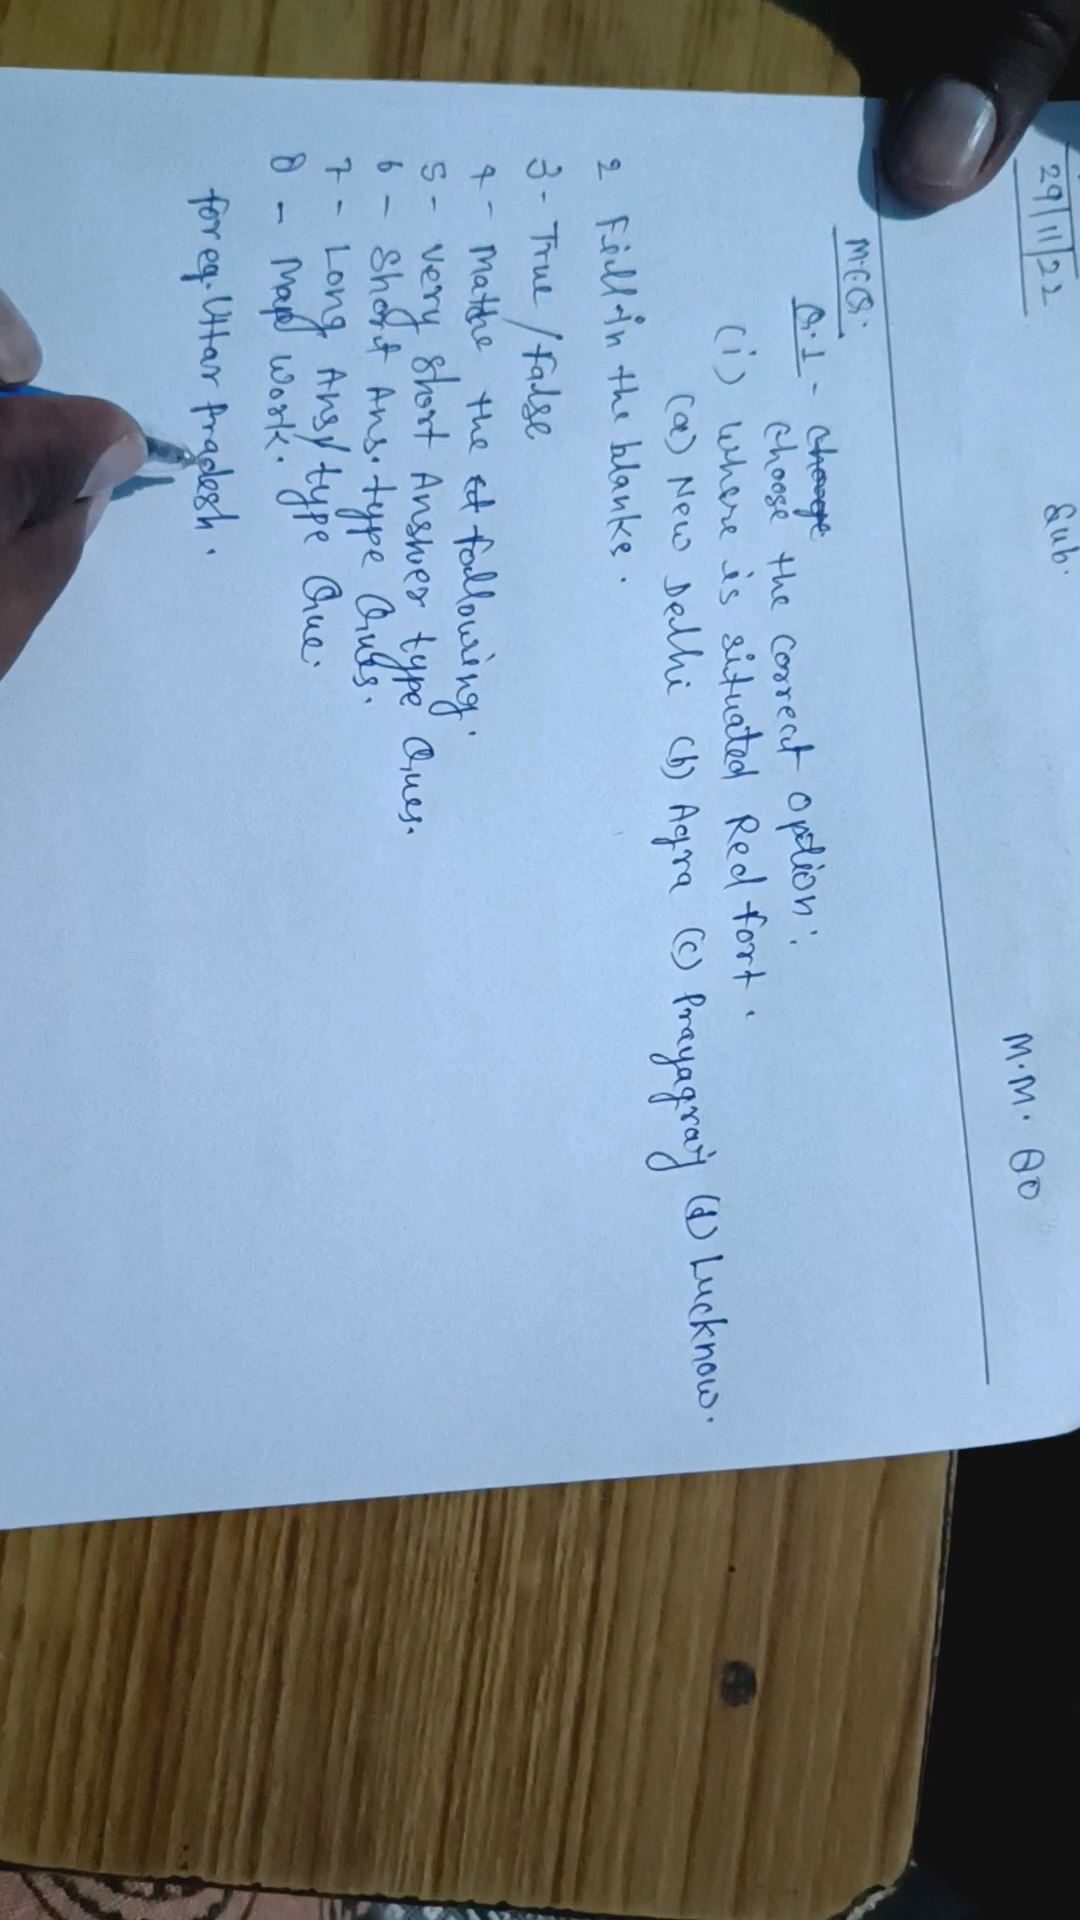 29/11/22 Sub. M.M. 80
M.C.Q.
Q.1 - choose
choose the correct option:
(i) where is situated Red fort.
(a) New Delhi (b) Agra (c) Prayagraj (d) Lucknow.
2 Fill in the blanks.
3 - True / false
4 - Matche the following.
5 - Very Short Answer type Ques.
6 - Short Ans. type Ques.
7 - Long Ans/ type Que.
8 - Map work.
for eg. Uttar Pradesh.